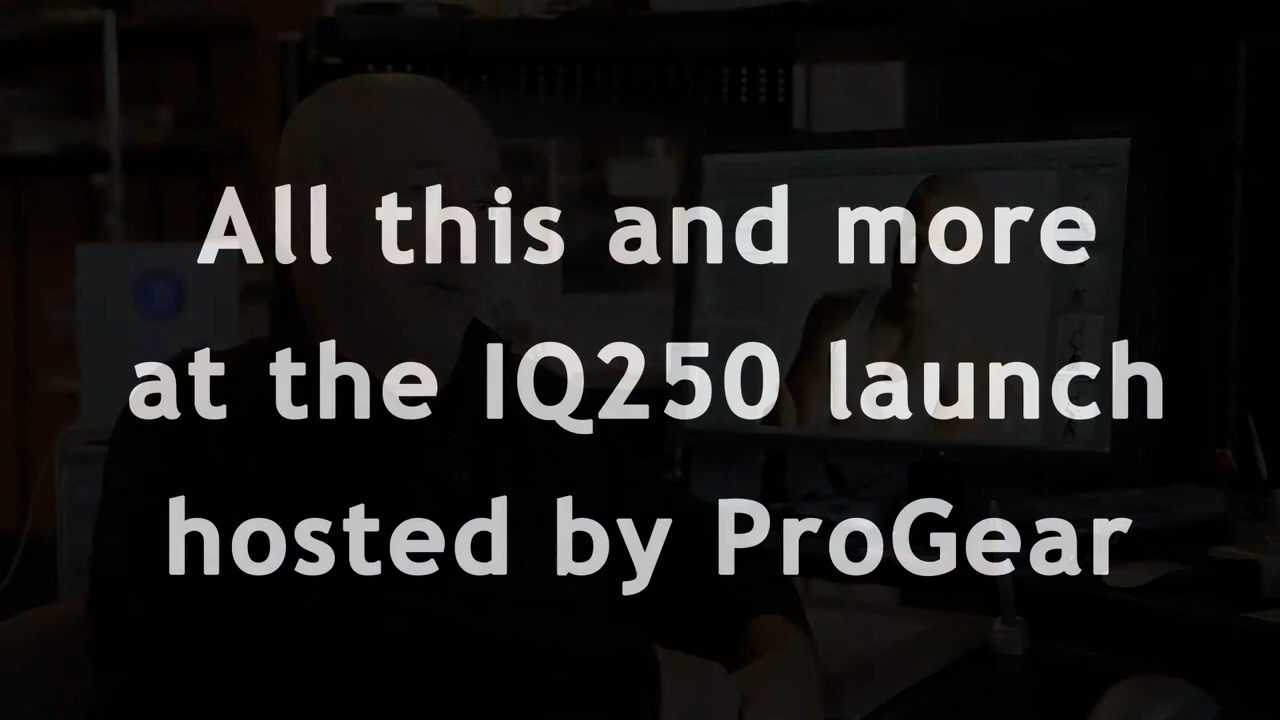 All this and more
at the IQ250 launch
hosted by ProGear